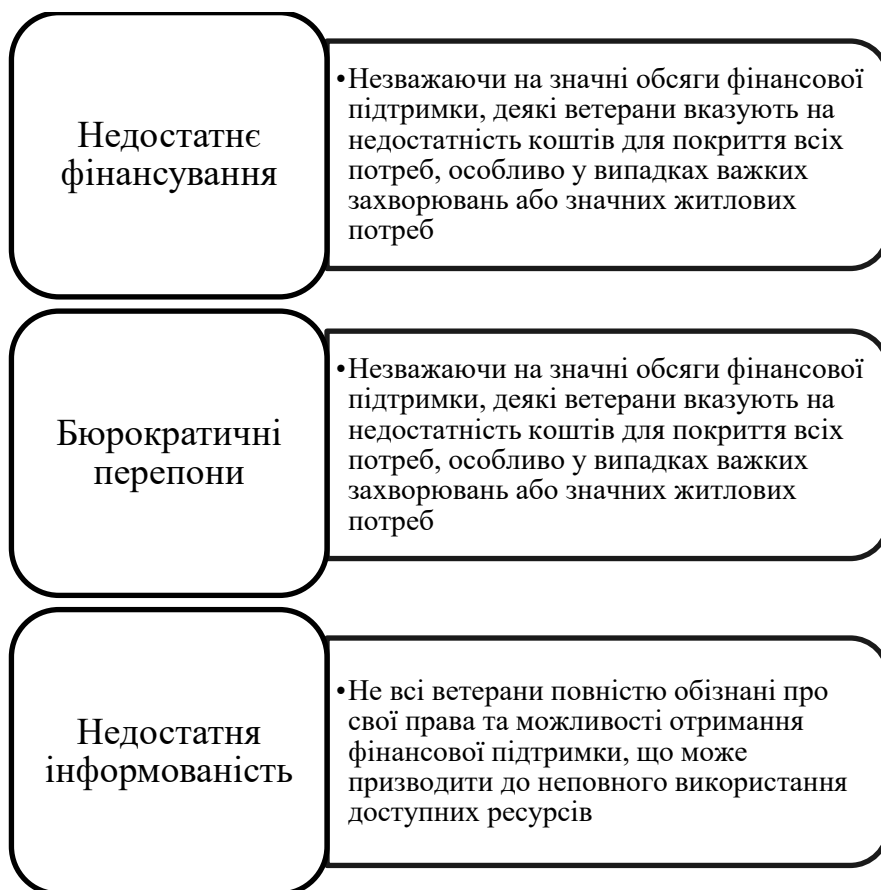 Недостатнє
фінансування
•Незважаючи на значні обсяги фінансової
підтримки, деякі ветерани вказують на
недостатність коштів для покриття всіх
потреб, особливо у випадках важких
захворювань або значних житлових
потреб
Бюрократичні
перепони
•Незважаючи на значні обсяги фінансової
підтримки, деякі ветерани вказують на
недостатність коштів для покриття всіх
потреб, особливо у випадках важких
захворювань або значних житлових
потреб
Недостатня
інформованість
•Не всі ветерани повністю обізнані про
свої права та можливості отримання
фінансової підтримки, що може
призводити до неповного використання
доступних ресурсів